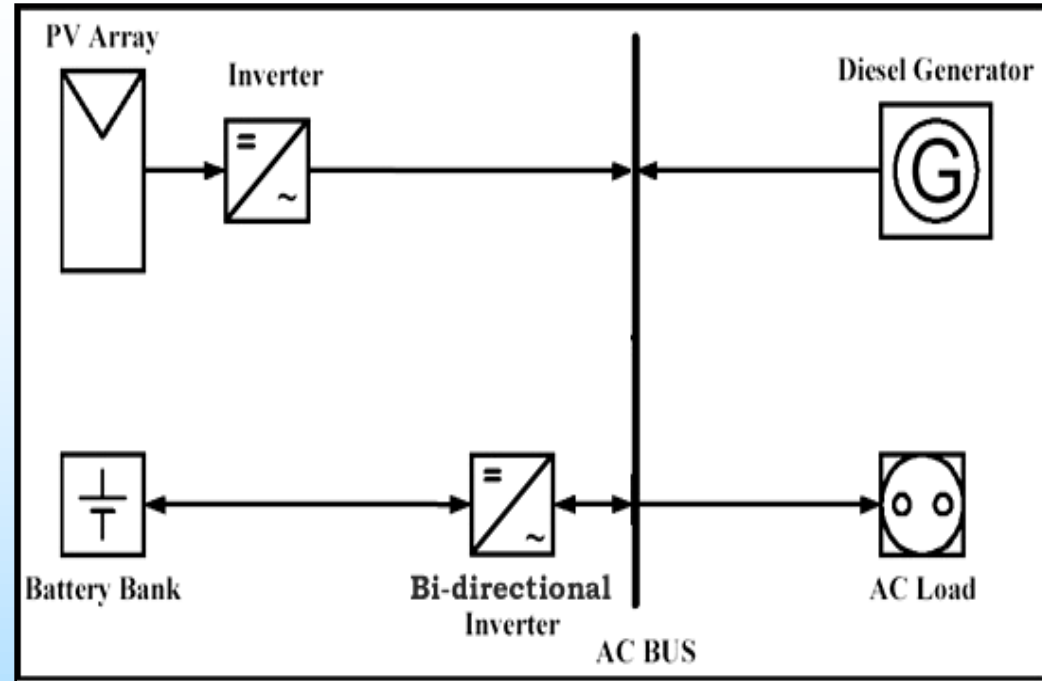 PV Array
Inverter
Diesel Generator
=
~
G
Battery Bank
=
~
Bi-directional
Inverter
AC Load
AC BUS